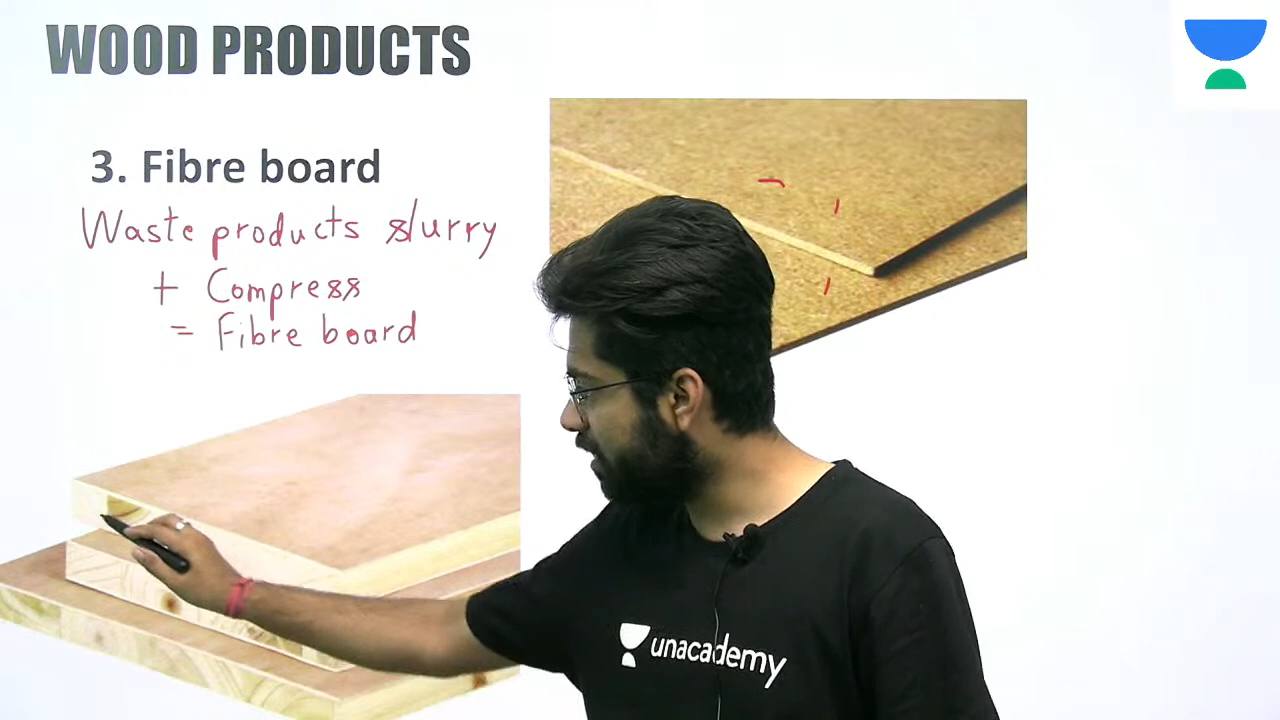 WOOD PRODUCTS
3. Fibre board
Waste products slurry
+ Compress
= Fibre board
unacademy